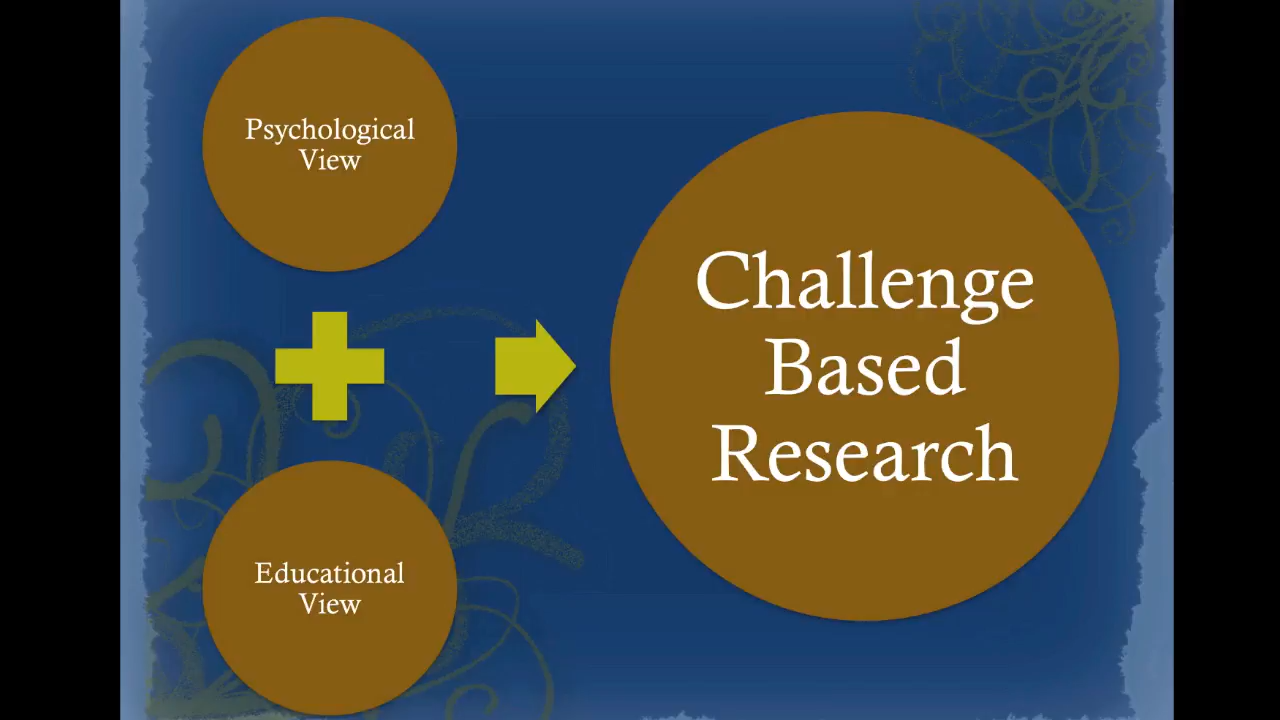 Psychological
View
Educational
View
Challenge
Based
Research